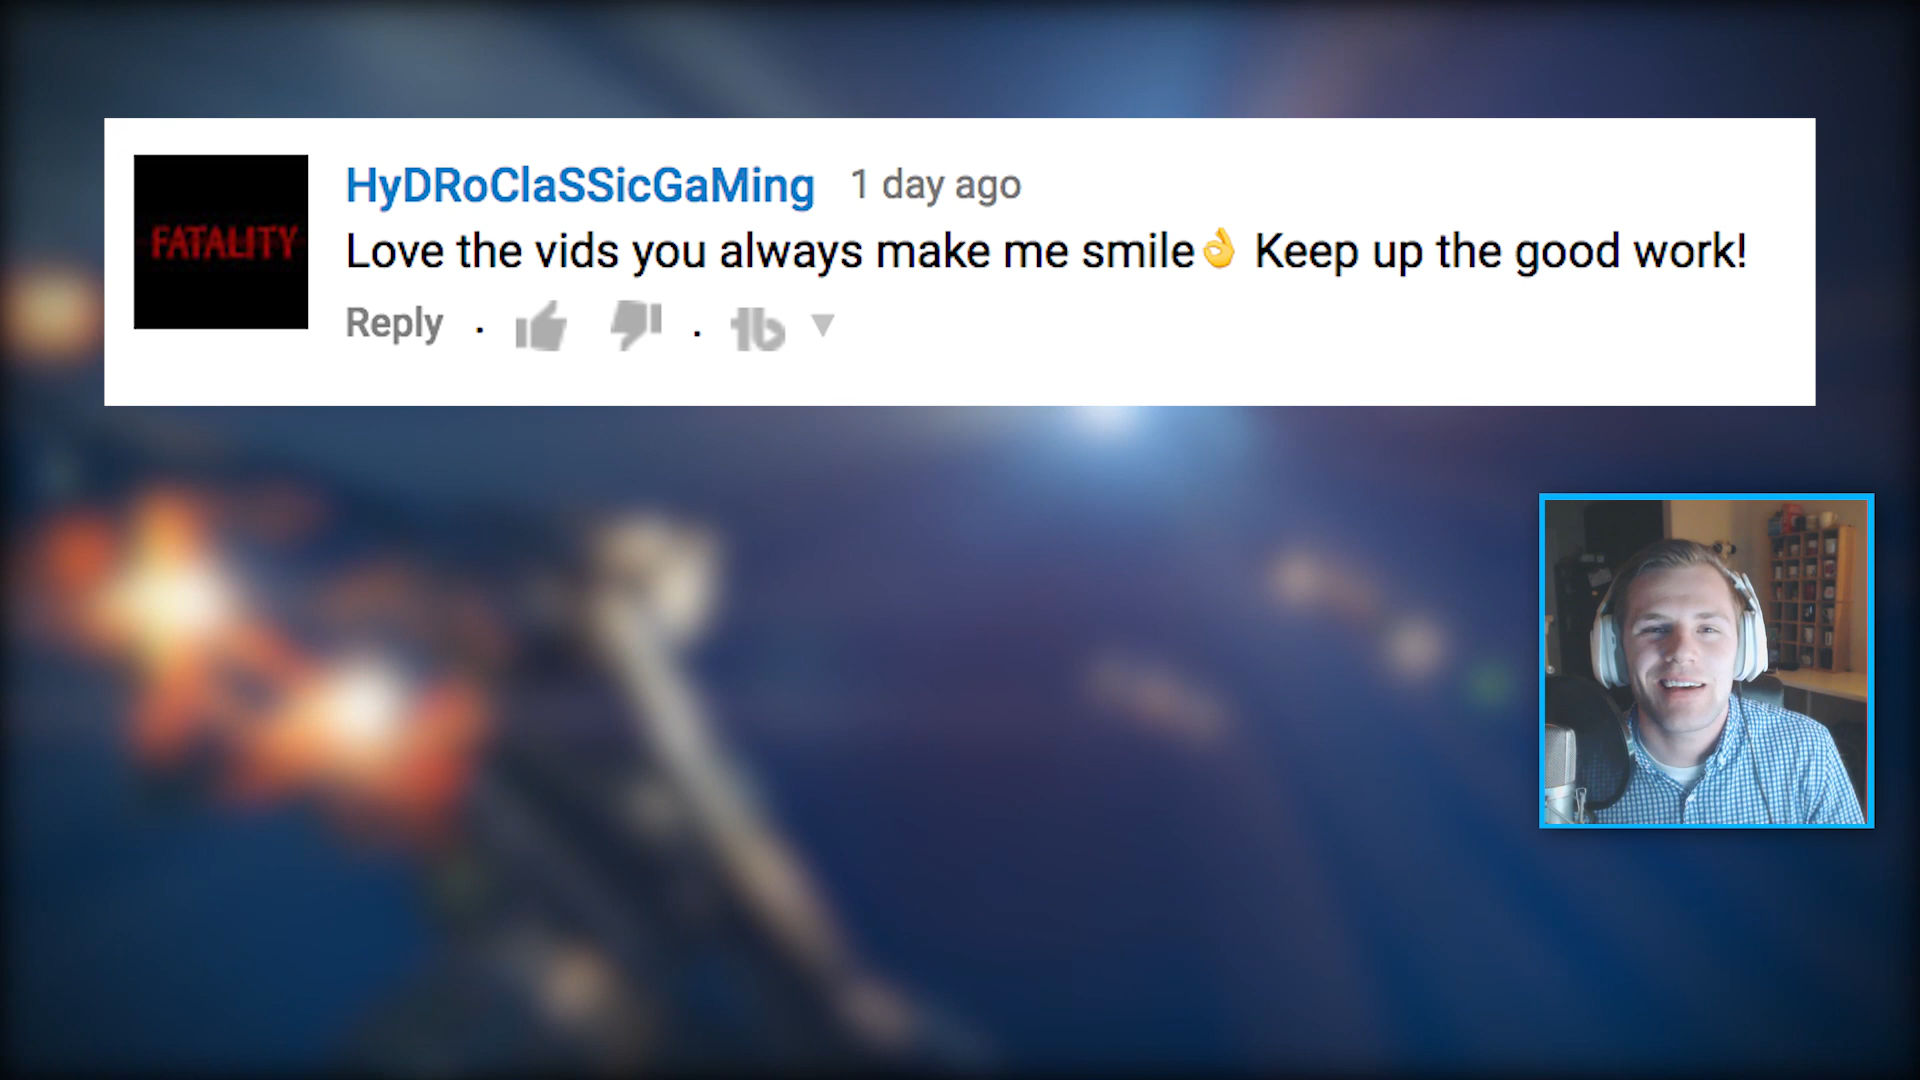 FATALITY
HyDRoClaSSicGaMing 1 day ago
Love the vids you always make me smile👌 Keep up the good work!
Reply